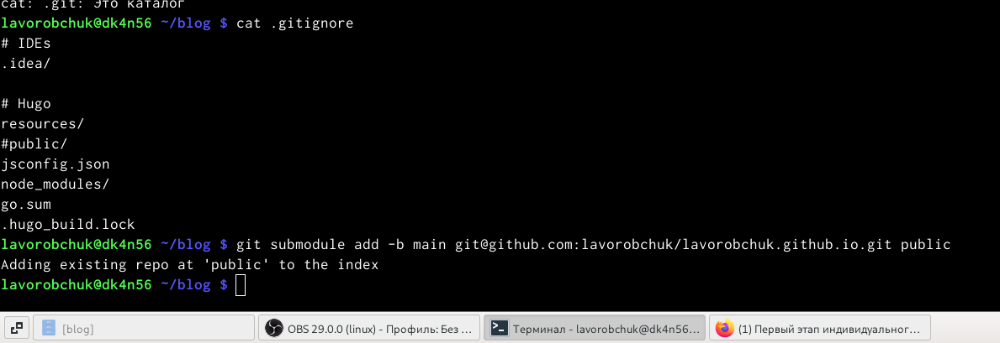 cat: .git: Это каталог
lavorobchuk@dk4n56 ~/blog $ cat .gitignore
# IDEs
.idea/
# Hugo
resources/
#public/
jsconfig.json
node_modules/
go.sum
.hugo_build.lock
lavorobchuk@dk4n56 ~/blog $ git submodule add -b main git@github.com:lavorobchuk/lavorobchuk.github.io.git public
Adding existing repo at 'public' to the index
lavorobchuk@dk4n56 ~/blog $
[blog]
OBS 29.0.0 (linux) - Профиль: Без ...
Терминал - lavorobchuk@dk4n56...
(1) Первый этап индивидуальног...